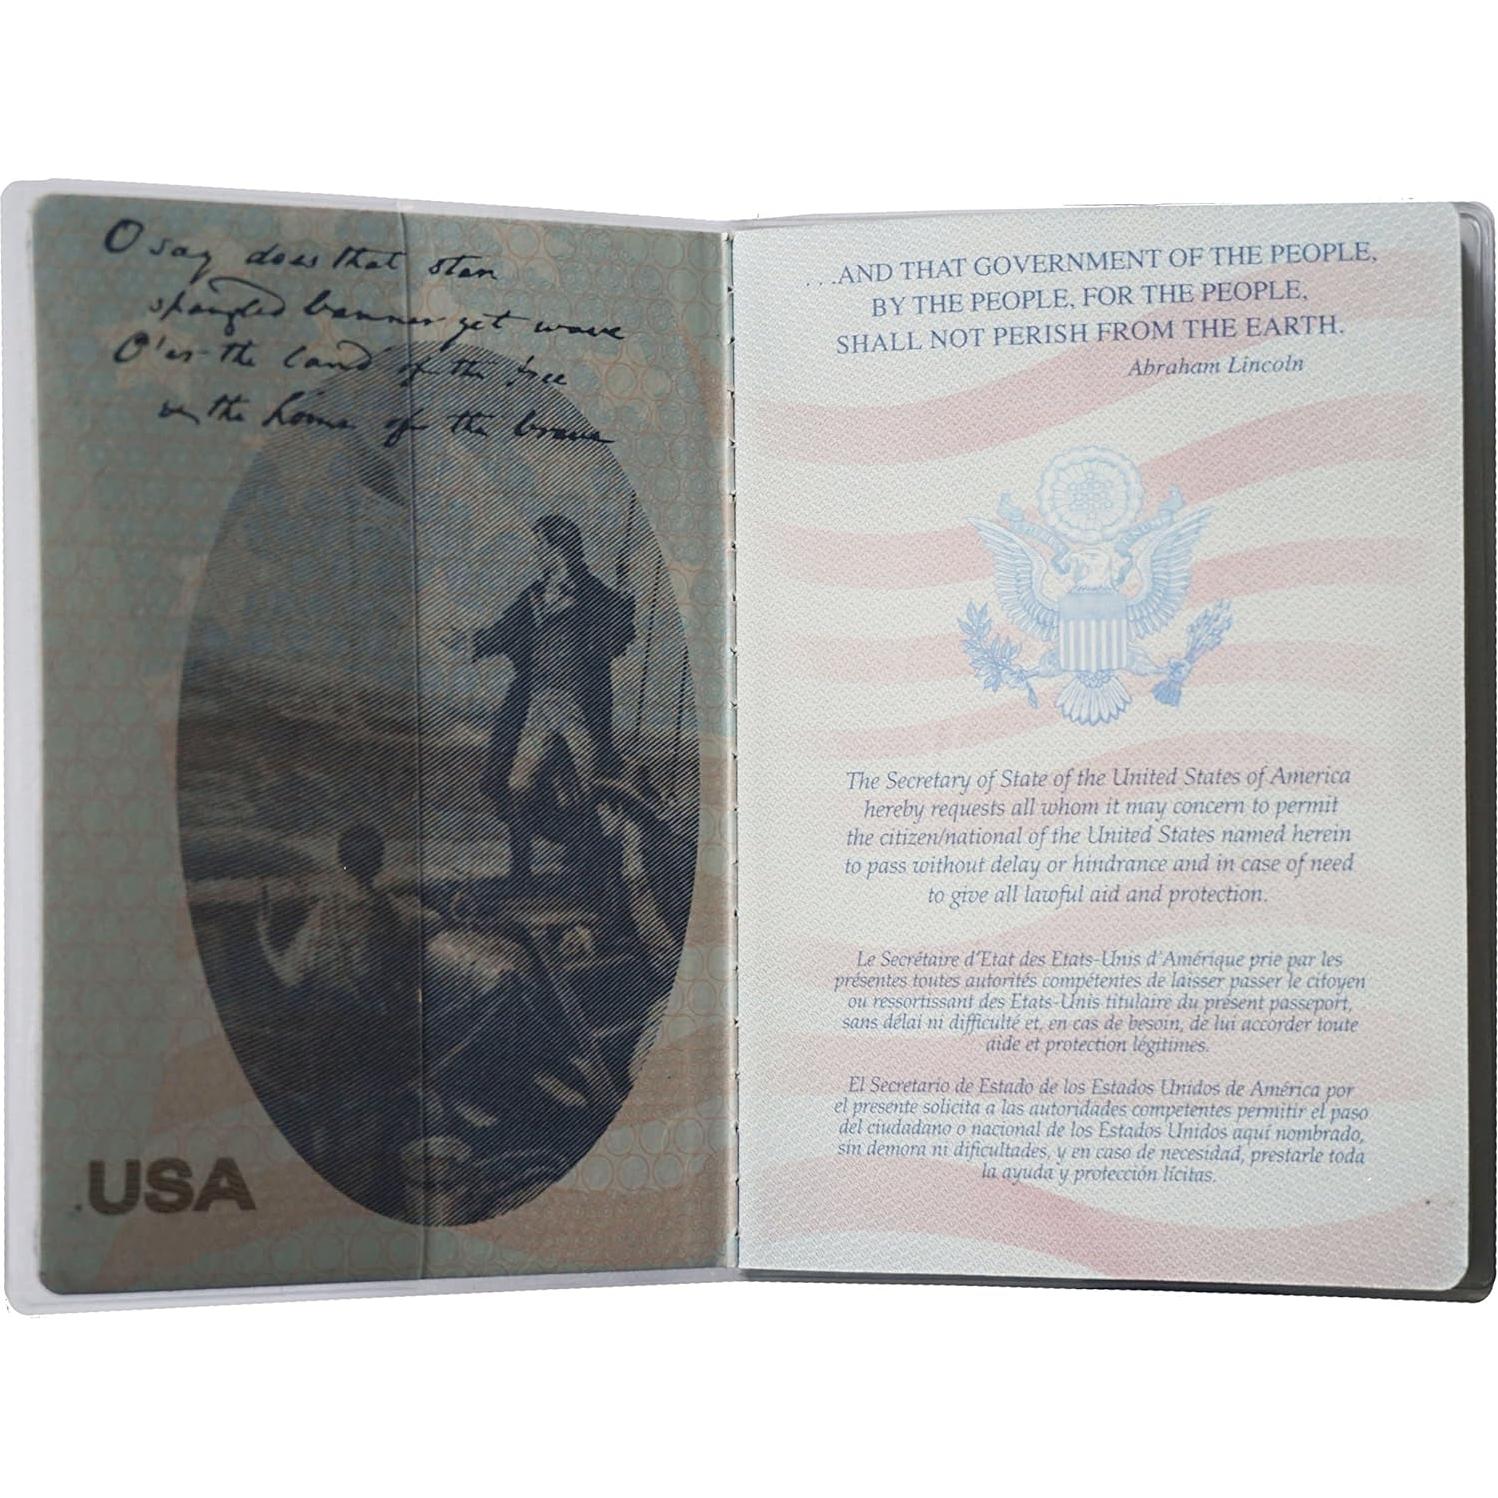 O say does that star
spangled banner yet wave
O'er the land of the free
the home of the brave
USA
...AND THAT GOVERNMENT OF THE PEOPLE,
BY THE PEOPLE, FOR THE PEOPLE,
SHALL NOT PERISH FROM THE EARTH.
Abraham Lincoln
The Secretary of State of the United States of America
hereby requests all whom it may concern to permit
the citizen/national of the United States named herein
to pass without delay or hindrance and in case of need
to give all lawful aid and protection.
Le Secrétaire d'Etat des Etats-Unis d'Amérique prie par les
présentes toutes autorités compétentes de laisser passer le citoyen
ou ressortissant des Etats-Unis titulaire du présent passeport,
sans délai ni difficulté et, en cas de besoin, de lui accorder toute
aide et protection légitimes.
El Secretario de Estado de los Estados Unidos de América por
el presente solicita a las autoridades competentes permitir el paso
del ciudadano o nacional de los Estados Unidos aquí nombrado,
sin demora ni dificultades, y en caso de necesidad, prestarle toda
la ayuda y protección lícitas.